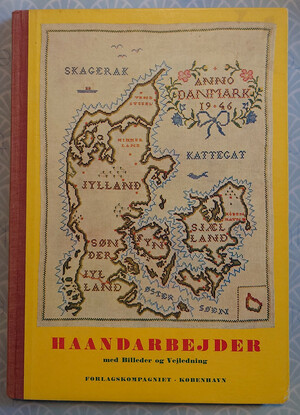 SKAGERAK
ANNO
DANMARK
1946
KATTEGAT
JYLLAND
SJÆL
LAND
FYN
SØN
DER
JYL
LAND
ØSTER
SØEN
HAANDARBEJDER
med Billeder og Vejledning
FORLAGSKOMPAGNIET - KØBENHAVN